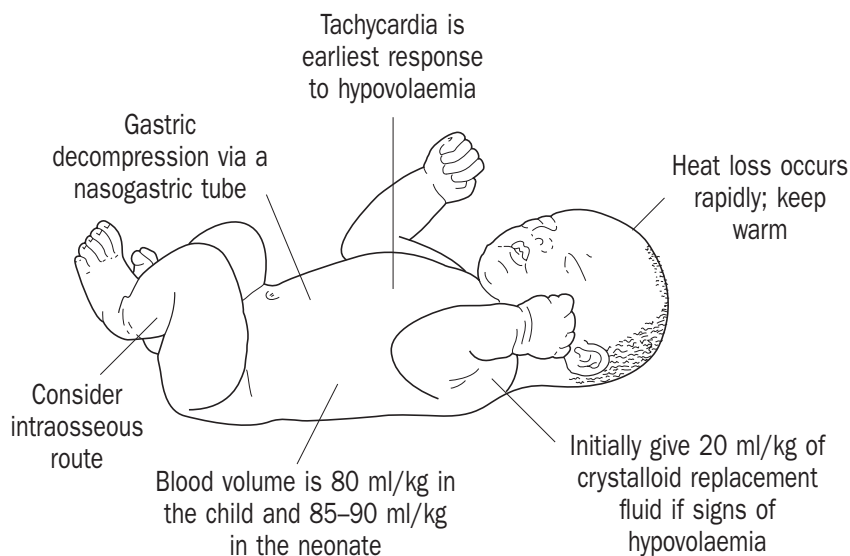 Tachycardia is
earliest response
to hypovolaemia
Gastric
decompression via a
nasogastric tube
Heat loss occurs
rapidly; keep
warm
Consider
intraosseous
route
Blood volume is 80 ml/kg in
the child and 85–90 ml/kg
in the neonate
Initially give 20 ml/kg of
crystalloid replacement
fluid if signs of
hypovolaemia